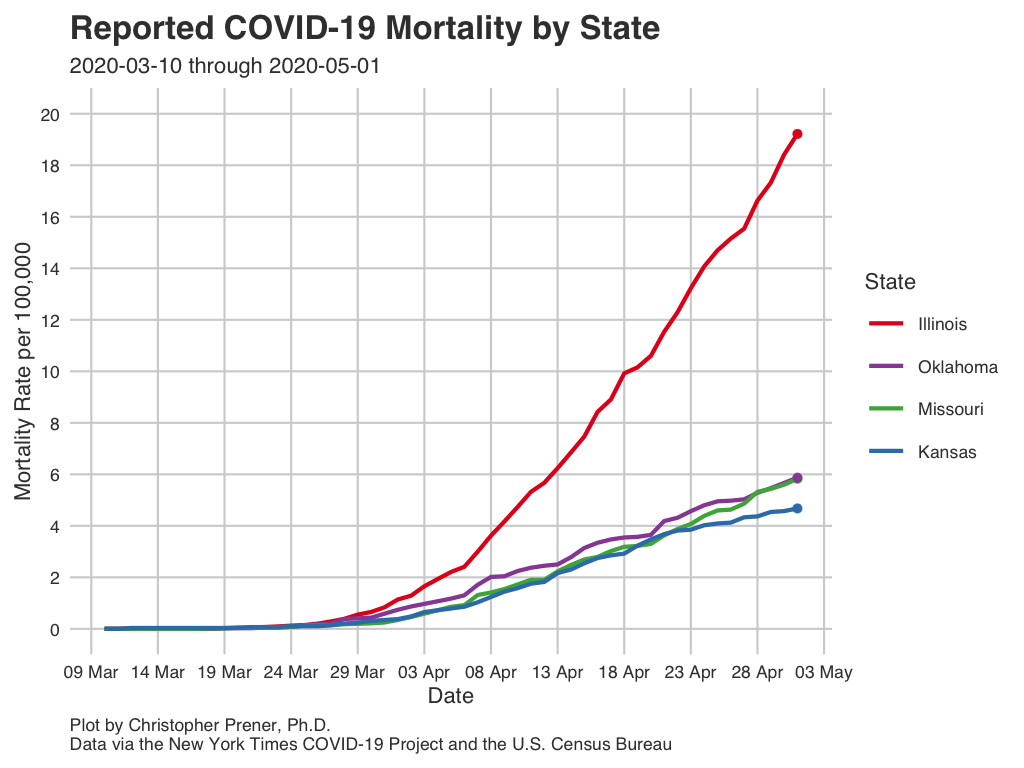 Reported COVID-19 Mortality by State
2020-03-10 through 2020-05-01
20
18
16
14
12
10
8
6
4
2
0
Mortality Rate per 100,000
09 Mar 14 Mar 19 Mar 24 Mar 29 Mar 03 Apr 08 Apr 13 Apr 18 Apr 23 Apr 28 Apr 03 May
Date
State
Illinois
Oklahoma
Missouri
Kansas
Plot by Christopher Prener, Ph.D.
Data via the New York Times COVID-19 Project and the U.S. Census Bureau